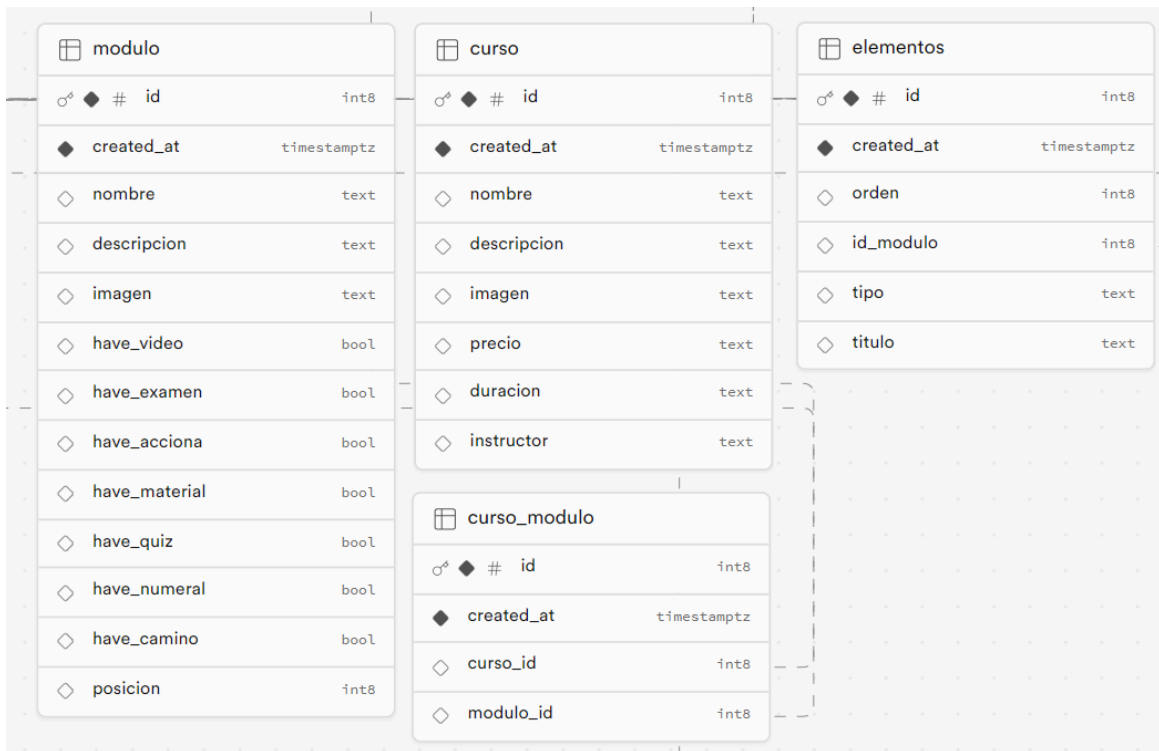 modulo
# id int8
created_at timestamptz
nombre text
descripcion text
imagen text
have_video bool
have_examen bool
have_acciona bool
have_material bool
have_quiz bool
have_numeral bool
have_camino bool
posicion int8
curso
# id int8
created_at timestamptz
nombre text
descripcion text
imagen text
precio text
duracion text
instructor text
curso_modulo
# id int8
created_at timestamptz
curso_id int8
modulo_id int8
elementos
# id int8
created_at timestamptz
orden int8
id_modulo int8
tipo text
titulo text